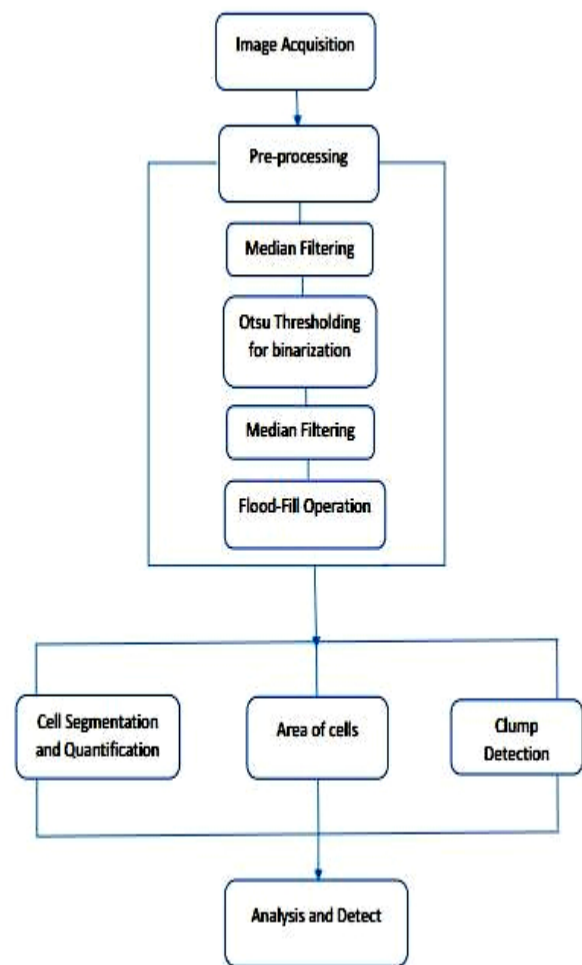 Image Acquisition
Pre-processing
Median Filtering
Otsu Thresholding
for binarization
Median Filtering
Flood-Fill Operation
Cell Segmentation
and Quantification
Area of cells
Clump
Detection
Analysis and Detect